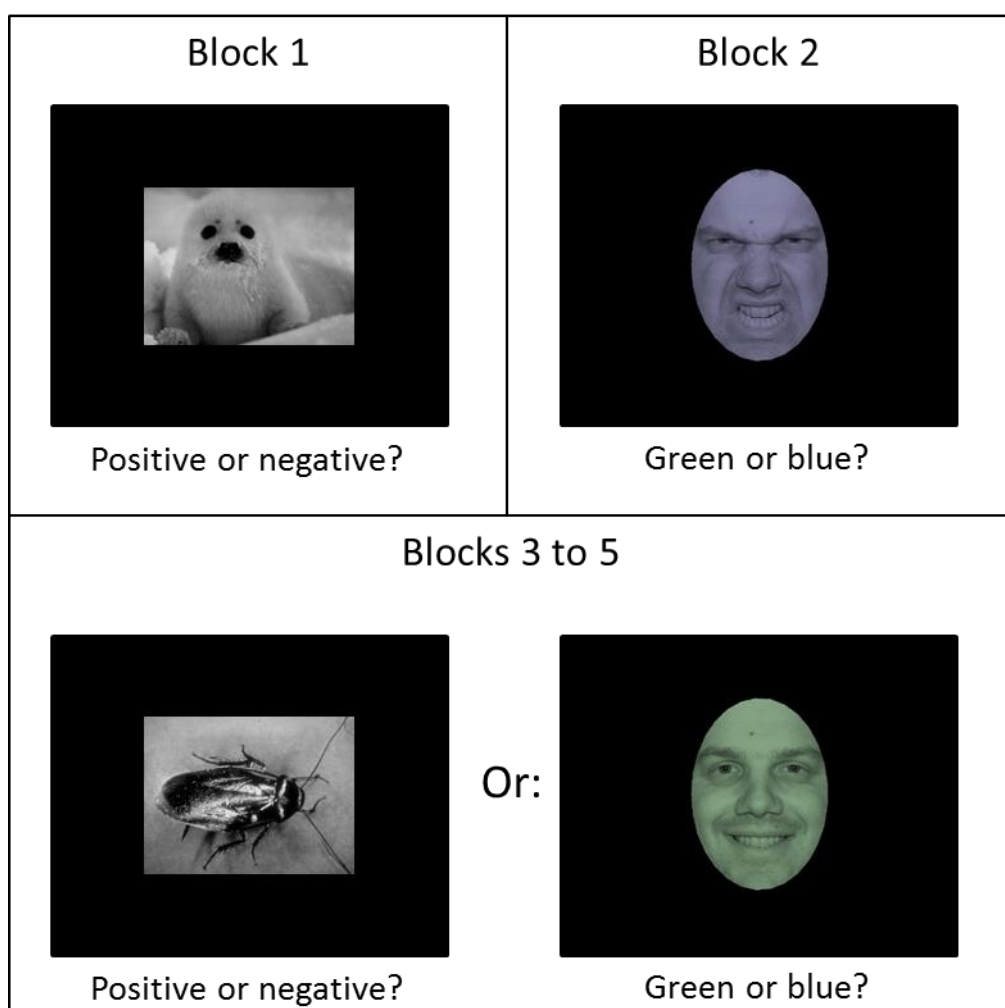 Block 1
Block 2
Positive or negative?
Green or blue?
Blocks 3 to 5
Or:
Positive or negative?
Green or blue?